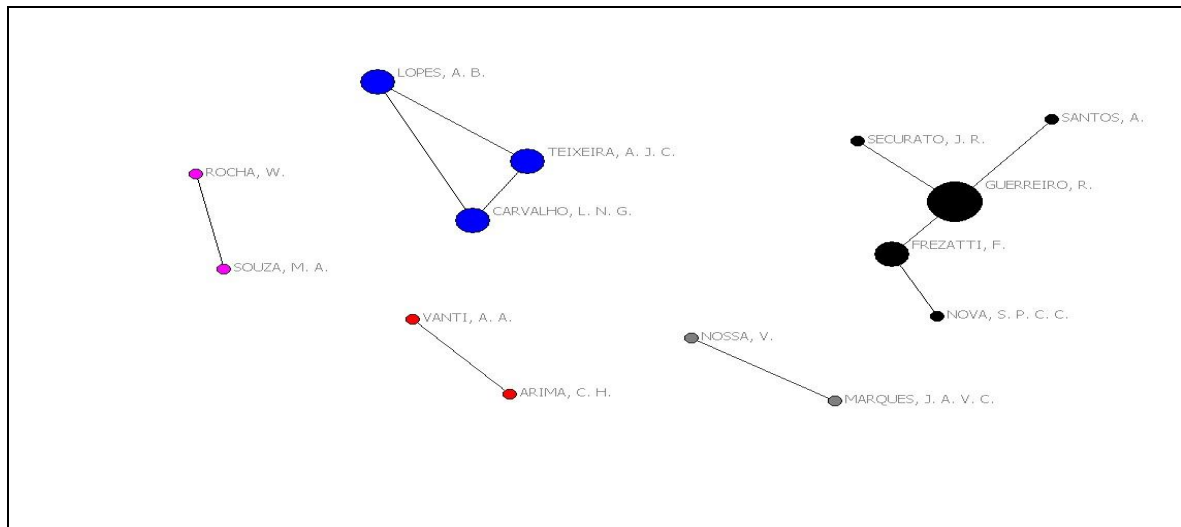 LOPES, A. B.
SANTOS, A.
SECURATO, J. R.
TEIXEIRA, A. J. C.
ROCHA, W.
GUERREIRO, R.
CARVALHO, L. N. G.
FREZATTI, F.
SOUZA, M. A.
NOVA, S. P. C. C.
VANTI, A. A.
NOSSA, V.
ARIMA, C. H.
MARQUES, J. A. V. C.